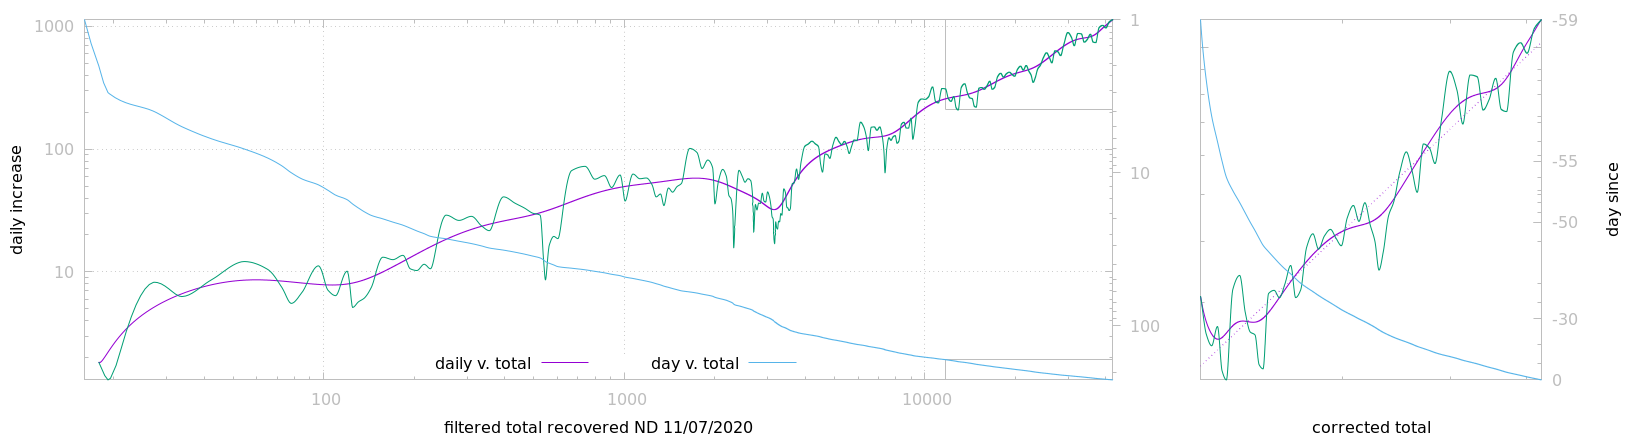 1000
100
10
daily increase
daily v. total
day v. total
100
1000
10000
filtered total recovered ND 11/07/2020
1
10
100
-59
-55
-50
-30
0
day since
corrected total